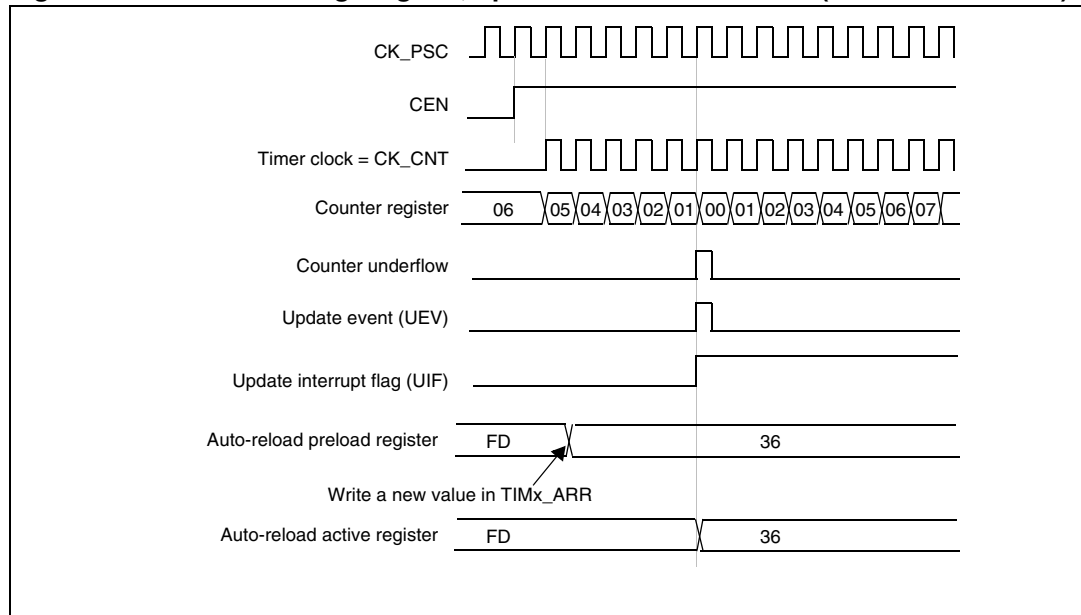 CK_PSC
CEN
Timer clock = CK_CNT
Counter register 06 05 04 03 02 01 00 01 02 03 04 05 06 07
Counter underflow
Update event (UEV)
Update interrupt flag (UIF)
Auto-reload preload register FD 36
Write a new value in TIMx_ARR
Auto-reload active register FD 36